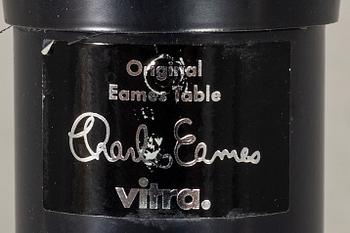 Original
Eames Table
Charles Eames
vitra.